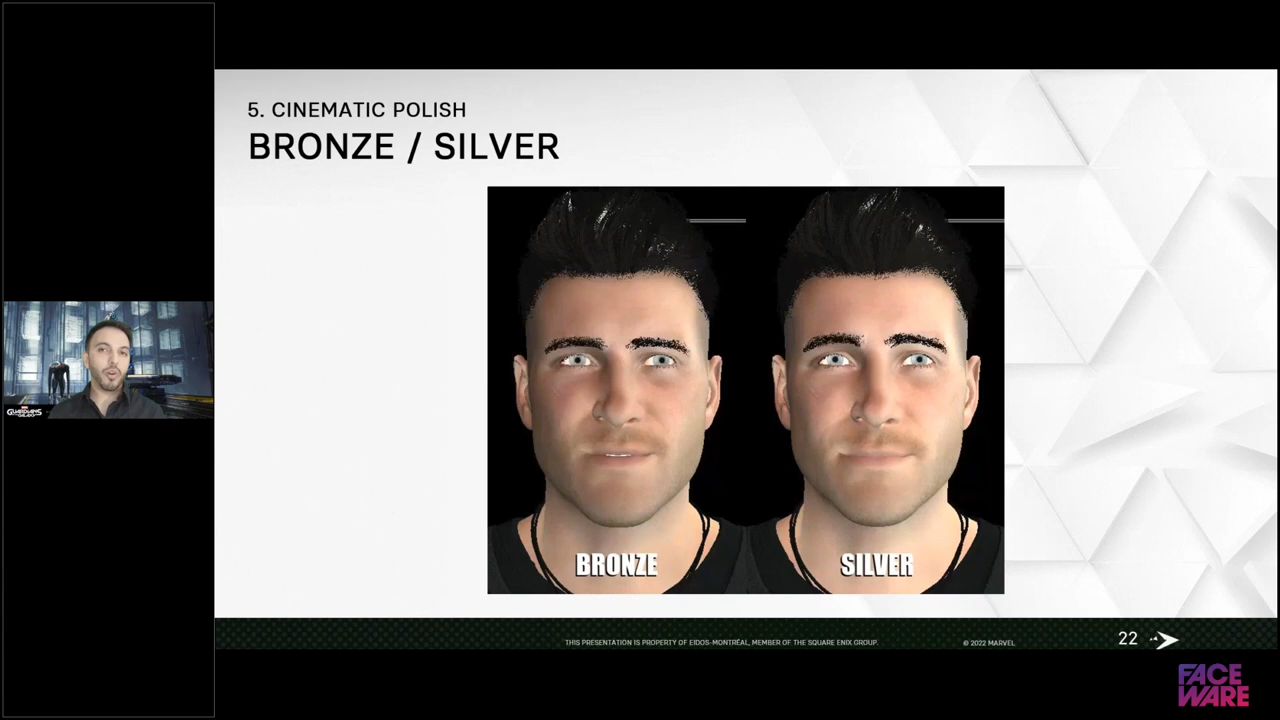 5. CINEMATIC POLISH
BRONZE / SILVER
BRONZE
SILVER
GUARDIANS
THIS PRESENTATION IS PROPERTY OF EIDOS-MONTRÉAL, MEMBER OF THE SQUARE ENIX GROUP.
© 2022 MARVEL
22
FACE
WARE